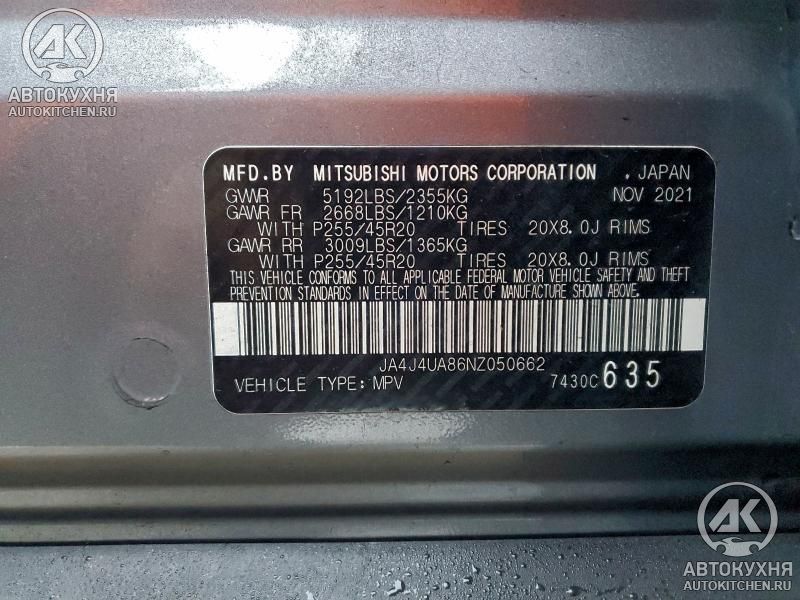 АК
АВТОКУХНЯ
AUTOKITCHEN.RU
MFD.BY MITSUBISHI MOTORS CORPORATION . JAPAN
GVWR 5192LBS/2355KG NOV 2021
GAWR FR 2668LBS/1210KG
WITH P255/45R20 TIRES 20X8.0J RIMS
GAWR RR 3009LBS/1365KG
WITH P255/45R20 TIRES 20X8.0J RIMS
THIS VEHICLE CONFORMS TO ALL APPLICABLE FEDERAL MOTOR VEHICLE SAFETY AND THEFT
PREVENTION STANDARDS IN EFFECT ON THE DATE OF MANUFACTURE SHOWN ABOVE.
JA4J4UA86NZ050662
VEHICLE TYPE: MPV 7430C 635
АК
АВТОКУХНЯ
AUTOKITCHEN.RU